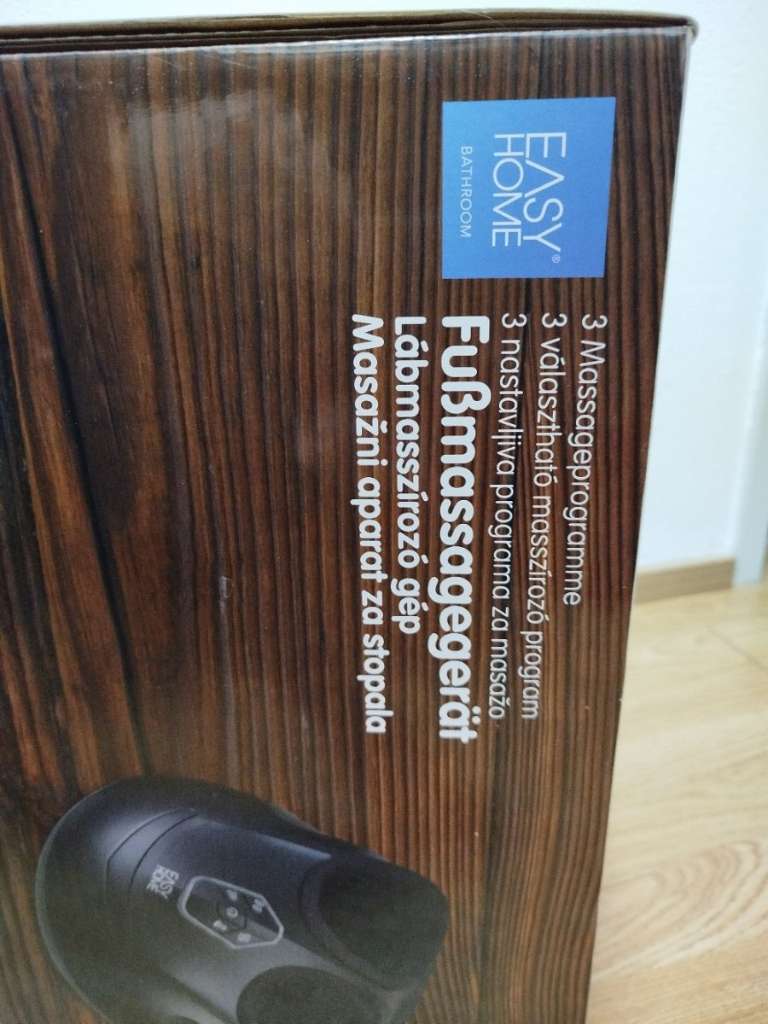 EASY
HOME®
BATHROOM
3 Massageprogramme
3 választható masszírozó program
3 nastavljiva programa za masažo
Fußmassagegerät
Lábmasszírozó gép
Masažni aparat za stopala
EASY
HOME